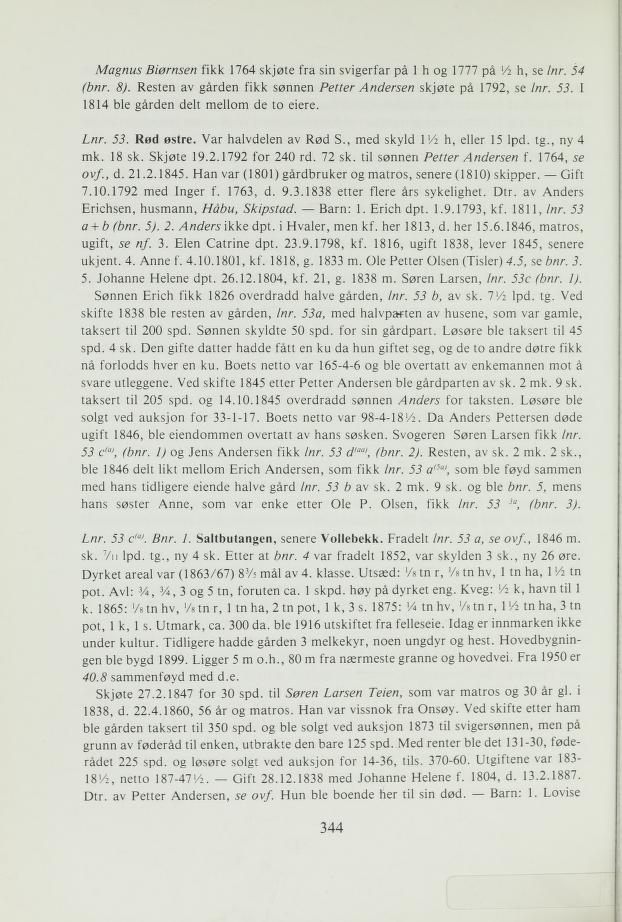 Magnus Biørnsen fikk 1764 skjøte fra sin svigerfar på 1 h og 1777 på ½ h, se lnr. 54
(bnr. 8). Resten av gården fikk sønnen Petter Andersen skjøte på 1792, se lnr. 53. I
1814 ble gården delt mellom de to eiere.
Lnr. 53. Rød østre. Var halvdelen av Rød S., med skyld 1½ h, eller 15 lpd. tg., ny 4
mk. 18 sk. Skjøte 19.2.1792 for 240 rd. 72 sk. til sønnen Petter Andersen f. 1764, se
ovf., d. 21.2.1845. Han var (1801) gårdbruker og matros, senere (1810) skipper. — Gift
7.10.1792 med Inger f. 1763, d. 9.3.1838 etter flere års sykelighet. Dtr. av Anders
Erichsen, husmann, Håbu, Skipstad. — Barn: 1. Erich dpt. 1.9.1793, kf. 1811, lnr. 53
a + b (bnr. 5). 2. Anders ikke dpt. i Hvaler, men kf. her 1813, d. her 15.6.1846, matros,
ugift, se nf. 3. Elen Catrine dpt. 23.9.1798, kf. 1816, ugift 1838, lever 1845, senere
ukjent. 4. Anne f. 4.10.1801, kf. 1818, g. 1833 m. Ole Petter Olsen (Tisler) 4.5, se bnr. 3.
5. Johanne Helene dpt. 26.12.1804, kf. 21, g. 1838 m. Søren Larsen, lnr. 53c (bnr. 1).
Sønnen Erich fikk 1826 overdradd halve gården, lnr. 53 b, av sk. 7½ lpd. tg. Ved
skifte 1838 ble resten av gården, lnr. 53a, med halvparten av husene, som var gamle,
taksert til 200 spd. Sønnen skyldte 50 spd. for sin gårdpart. Løsøre ble taksert til 45
spd. 4 sk. Den gifte datter hadde fått en ku da hun giftet seg, og de to andre døtre fikk
nå forlodds hver en ku. Boets netto var 165-4-6 og ble overtatt av enkemannen mot å
svare utleggene. Ved skifte 1845 etter Petter Andersen ble gårdparten av sk. 2 mk. 9 sk.
taksert til 205 spd. og 14.10.1845 overdradd sønnen Anders for taksten. Løsøre ble
solgt ved auksjon for 33-1-17. Boets netto var 98-4-18½. Da Anders Pettersen døde
ugift 1846, ble eiendommen overtatt av hans søsken. Svogeren Søren Larsen fikk lnr.
53 c(a), (bnr. 1) og Jens Andersen fikk lnr. 53 d(aa), (bnr. 2). Resten, av sk. 2 mk. 2 sk.,
ble 1846 delt likt mellom Erich Andersen, som fikk lnr. 53 a(5a), som ble føyd sammen
med hans tidligere eiende halve gård lnr. 53 b av sk. 2 mk. 9 sk. og ble bnr. 5, mens
hans søster Anne, som var enke etter Ole P. Olsen, fikk lnr. 53 3a, (bnr. 3).
Lnr. 53 c(a). Bnr. 1. Saltbutangen, senere Vollebekk. Fradelt lnr. 53 a, se ovf., 1846 m.
sk. 7/11 lpd. tg., ny 4 sk. Etter at bnr. 4 var fradelt 1852, var skylden 3 sk., ny 26 øre.
Dyrket areal var (1863/67) 8³/₅ mål av 4. klasse. Utsæd: ⅛ tn r, ⅛ tn hv, 1 tn ha, 1½ tn
pot. Avl: ¾, ¾, 3 og 5 tn, foruten ca. 1 skpd. høy på dyrket eng. Kveg: ½ k, havn til 1
k. 1865: ⅛ tn hv, ⅛ tn r, 1 tn ha, 2 tn pot, 1 k, 3 s. 1875: ¼ tn hv, ⅛ tn r, 1½ tn ha, 3 tn
pot, 1 k, 1 s. Utmark, ca. 300 da. ble 1916 utskiftet fra felleseie. Idag er innmarken ikke
under kultur. Tidligere hadde gården 3 melkekyr, noen ungdyr og hest. Hovedbygnin-
gen ble bygd 1899. Ligger 5 m o.h., 80 m fra nærmeste granne og hovedvei. Fra 1950 er
40.8 sammenføyd med d.e.
Skjøte 27.2.1847 for 30 spd. til Søren Larsen Teien, som var matros og 30 år gl. i
1838, d. 22.4.1860, 56 år og matros. Han var vissnok fra Onsøy. Ved skifte etter ham
ble gården taksert til 350 spd. og ble solgt ved auksjon 1873 til svigersønnen, men på
grunn av føderåd til enken, utbrakte den bare 125 spd. Med renter ble det 131-30, føde-
rådet 225 spd. og løsøre solgt ved auksjon for 14-36, tils. 370-60. Utgiftene var 183-
18½, netto 187-47½. — Gift 28.12.1838 med Johanne Helene f. 1804, d. 13.2.1887.
Dtr. av Petter Andersen, se ovf. Hun ble boende her til sin død. — Barn: 1. Lovise
344